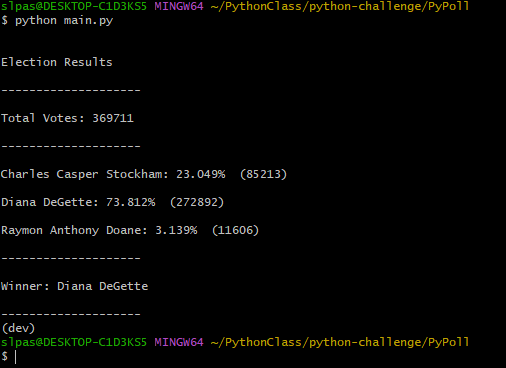 slpas@DESKTOP-C1D3KS5 MINGW64 ~/PythonClass/python-challenge/PyPoll
$ python main.py
Election Results
--------------------
Total Votes: 369711
--------------------
Charles Casper Stockham: 23.049%  (85213)
Diana DeGette: 73.812%  (272892)
Raymon Anthony Doane: 3.139%  (11606)
--------------------
Winner: Diana DeGette
--------------------
(dev)
slpas@DESKTOP-C1D3KS5 MINGW64 ~/PythonClass/python-challenge/PyPoll
$